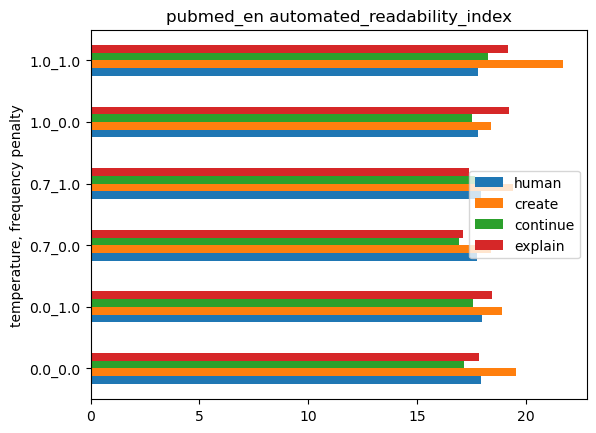 pubmed_en automated_readability_index
temperature, frequency penalty
1.0_1.0
1.0_0.0
0.7_1.0
0.7_0.0
0.0_1.0
0.0_0.0
human
create
continue
explain
0 5 10 15 20